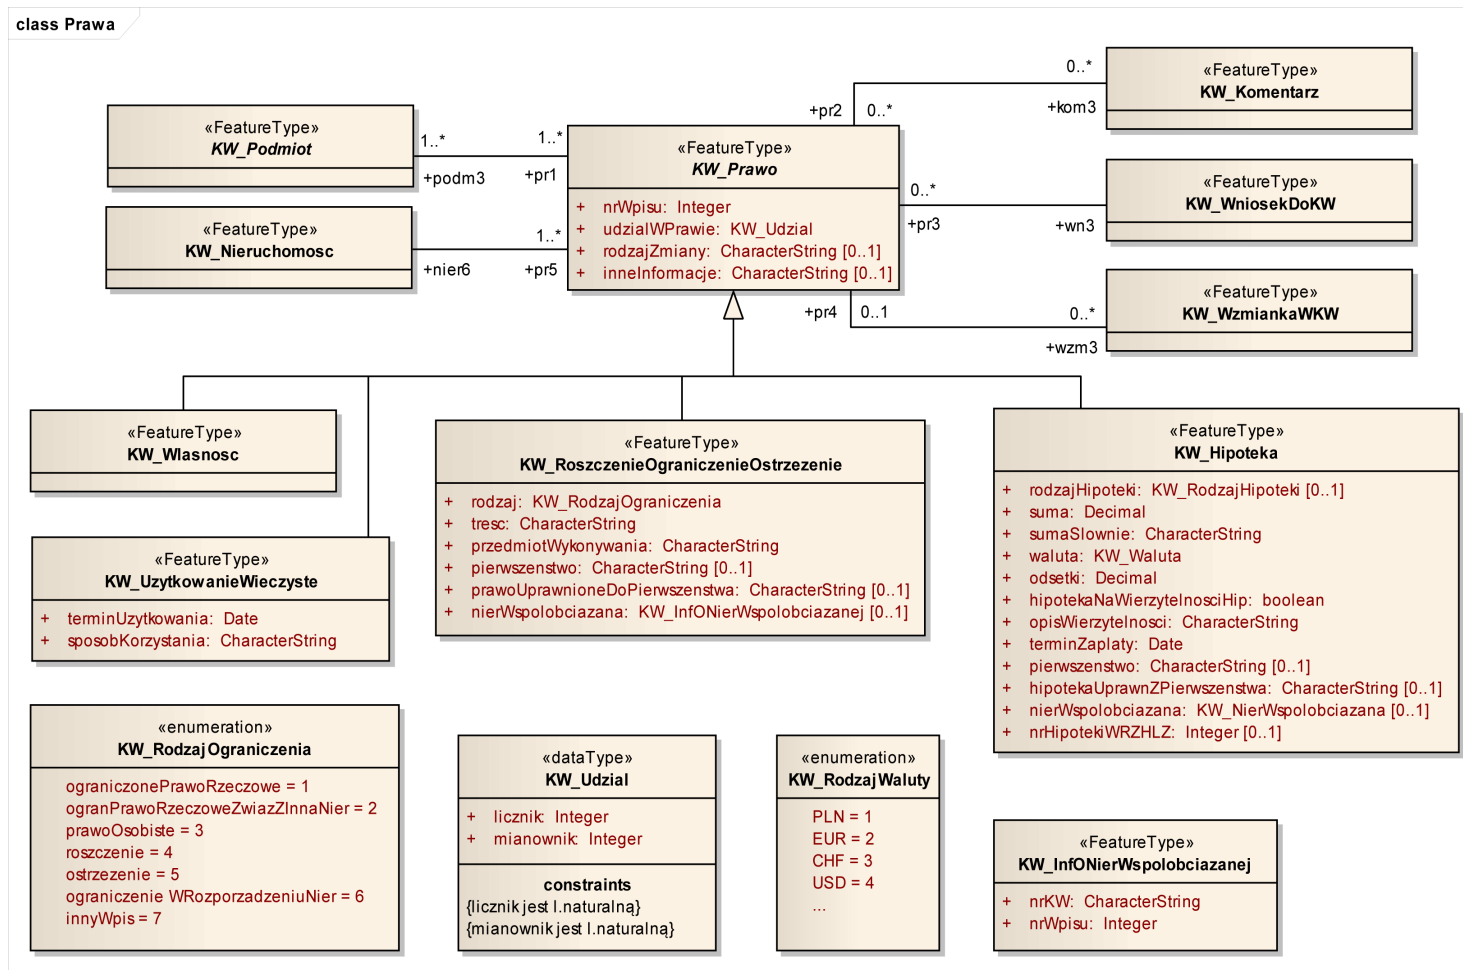 class Prawa
«FeatureType»
KW_Podmiot
1..*
+podm3
1..*
+pr1
«FeatureType»
KW_Nieruchomosc
+nier6
1..*
+pr5
«FeatureType»
KW_Prawo
+ nrWpisu: Integer
+ udzialWPrawie: KW_Udzial
+ rodzajZmiany: CharacterString [0..1]
+ inneInformacje: CharacterString [0..1]
+pr2
0..*
0..*
+kom3
«FeatureType»
KW_Komentarz
0..*
+pr3
+wn3
«FeatureType»
KW_WniosekDoKW
+pr4
0..1
0..*
+wzm3
«FeatureType»
KW_WzmiankaWKW
«FeatureType»
KW_Wlasnosc
«FeatureType»
KW_UzytkowanieWieczyste
+ terminUzytkowania: Date
+ sposobKorzystania: CharacterString
«FeatureType»
KW_RoszczenieOgraniczenieOstrzezenie
+ rodzaj: KW_RodzajOgraniczenia
+ tresc: CharacterString
+ przedmiotWykonywania: CharacterString
+ pierwszenstwo: CharacterString [0..1]
+ prawoUprawnioneDoPierwszenstwa: CharacterString [0..1]
+ nierWspolobciazana: KW_InfONierWspolobciazanej [0..1]
«FeatureType»
KW_Hipoteka
+ rodzajHipoteki: KW_RodzajHipoteki [0..1]
+ suma: Decimal
+ sumaSlownie: CharacterString
+ waluta: KW_Waluta
+ odsetki: Decimal
+ hipotekaNaWierzytelnosciHip: boolean
+ opisWierzytelnosci: CharacterString
+ terminZaplaty: Date
+ pierwszenstwo: CharacterString [0..1]
+ hipotekaUprawnZPierwszenstwa: CharacterString [0..1]
+ nierWspolobciazana: KW_NierWspolobciazana [0..1]
+ nrHipotekiWRZHLZ: Integer [0..1]
«enumeration»
KW_RodzajOgraniczenia
ograniczonePrawoRzeczowe = 1
ogranPrawoRzeczoweZwiazZInnaNier = 2
prawoOsobiste = 3
roszczenie = 4
ostrzezenie = 5
ograniczenie WRozporzadzeniuNier = 6
innyWpis = 7
«dataType»
KW_Udzial
+ licznik: Integer
+ mianownik: Integer
constraints
{licznik jest l.naturalną}
{mianownik jest l.naturalną}
«enumeration»
KW_RodzajWaluty
PLN = 1
EUR = 2
CHF = 3
USD = 4
...
«FeatureType»
KW_InfONierWspolobciazanej
+ nrKW: CharacterString
+ nrWpisu: Integer